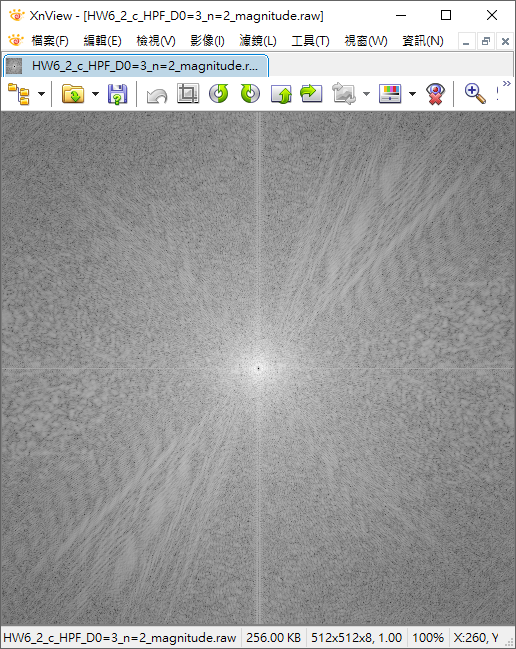 XnView - [HW6_2_c_HPF_D0=3_n=2_magnitude.raw]
檔案(F) 編輯(E) 檢視(V) 影像(I) 濾鏡(L) 工具(T) 視窗(W) 資訊(N)
HW6_2_c_HPF_D0=3_n=2_magnitude.r...
HW6_2_c_HPF_D0=3_n=2_magnitude.raw 256.00 KB 512x512x8, 1.00 100% X:260, Y